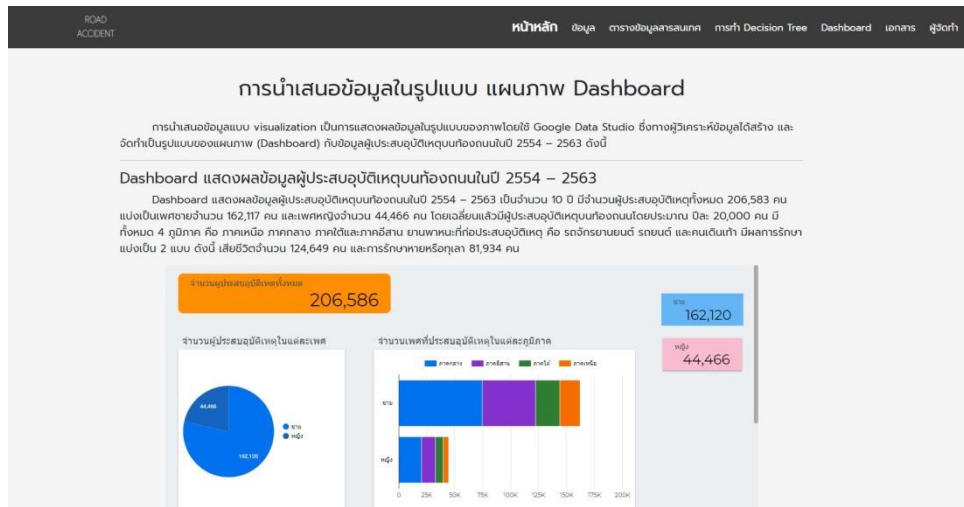 ROAD
ACCIDENT
หน้าหลัก ข้อมูล ตารางข้อมูลสารสนเทศ การทำ Decision Tree Dashboard เอกสาร ผู้จัดทำ
การนำเสนอข้อมูลในรูปแบบ แผนภาพ Dashboard
การนำเสนอข้อมูลแบบ visualization เป็นการแสดงผลข้อมูลในรูปแบบของภาพโดยใช้ Google Data Studio ซึ่งทางผู้วิเคราะห์ข้อมูลได้สร้าง และ
จัดทำเป็นรูปแบบของแผนภาพ (Dashboard) กับข้อมูลผู้ประสบอุบัติเหตุบนท้องถนนในปี 2554 – 2563 ดังนี้
Dashboard แสดงผลข้อมูลผู้ประสบอุบัติเหตุบนท้องถนนในปี 2554 – 2563
Dashboard แสดงผลข้อมูลผู้ประสบอุบัติเหตุบนท้องถนนในปี 2554 – 2563 เป็นจำนวน 10 ปี มีจำนวนผู้ประสบอุบัติเหตุทั้งหมด 206,583 คน
แบ่งเป็นเพศชายจำนวน 162,117 คน และเพศหญิงจำนวน 44,466 คน โดยเฉลี่ยแล้วมีผู้ประสบอุบัติเหตุบนท้องถนนโดยประมาณ ปีละ 20,000 คน มี
ทั้งหมด 4 ภูมิภาค คือ ภาคเหนือ ภาคกลาง ภาคใต้และภาคอีสาน ยานพาหนะที่ก่อประสบอุบัติเหตุ คือ รถจักรยานยนต์ รถยนต์ และคนเดินเท้า มีผลการรักษา
แบ่งเป็น 2 แบบ ดังนี้ เสียชีวิตจำนวน 124,649 คน และการรักษาหายหรือทุเลา 81,934 คน
จำนวนผู้ประสบอุบัติเหตุทั้งหมด
206,586
ชาย
162,120
หญิง
44,466
จำนวนผู้ประสบอุบัติเหตุในแต่ละเพศ
44,466
162,120
ชาย
หญิง
จำนวนเพศที่ประสบอุบัติเหตุในแต่ละภูมิภาค
ภาคกลาง ภาคอีสาน ภาคใต้ ภาคเหนือ
ชาย
หญิง
0 25K 50K 75K 100K 125K 150K 175K 200K